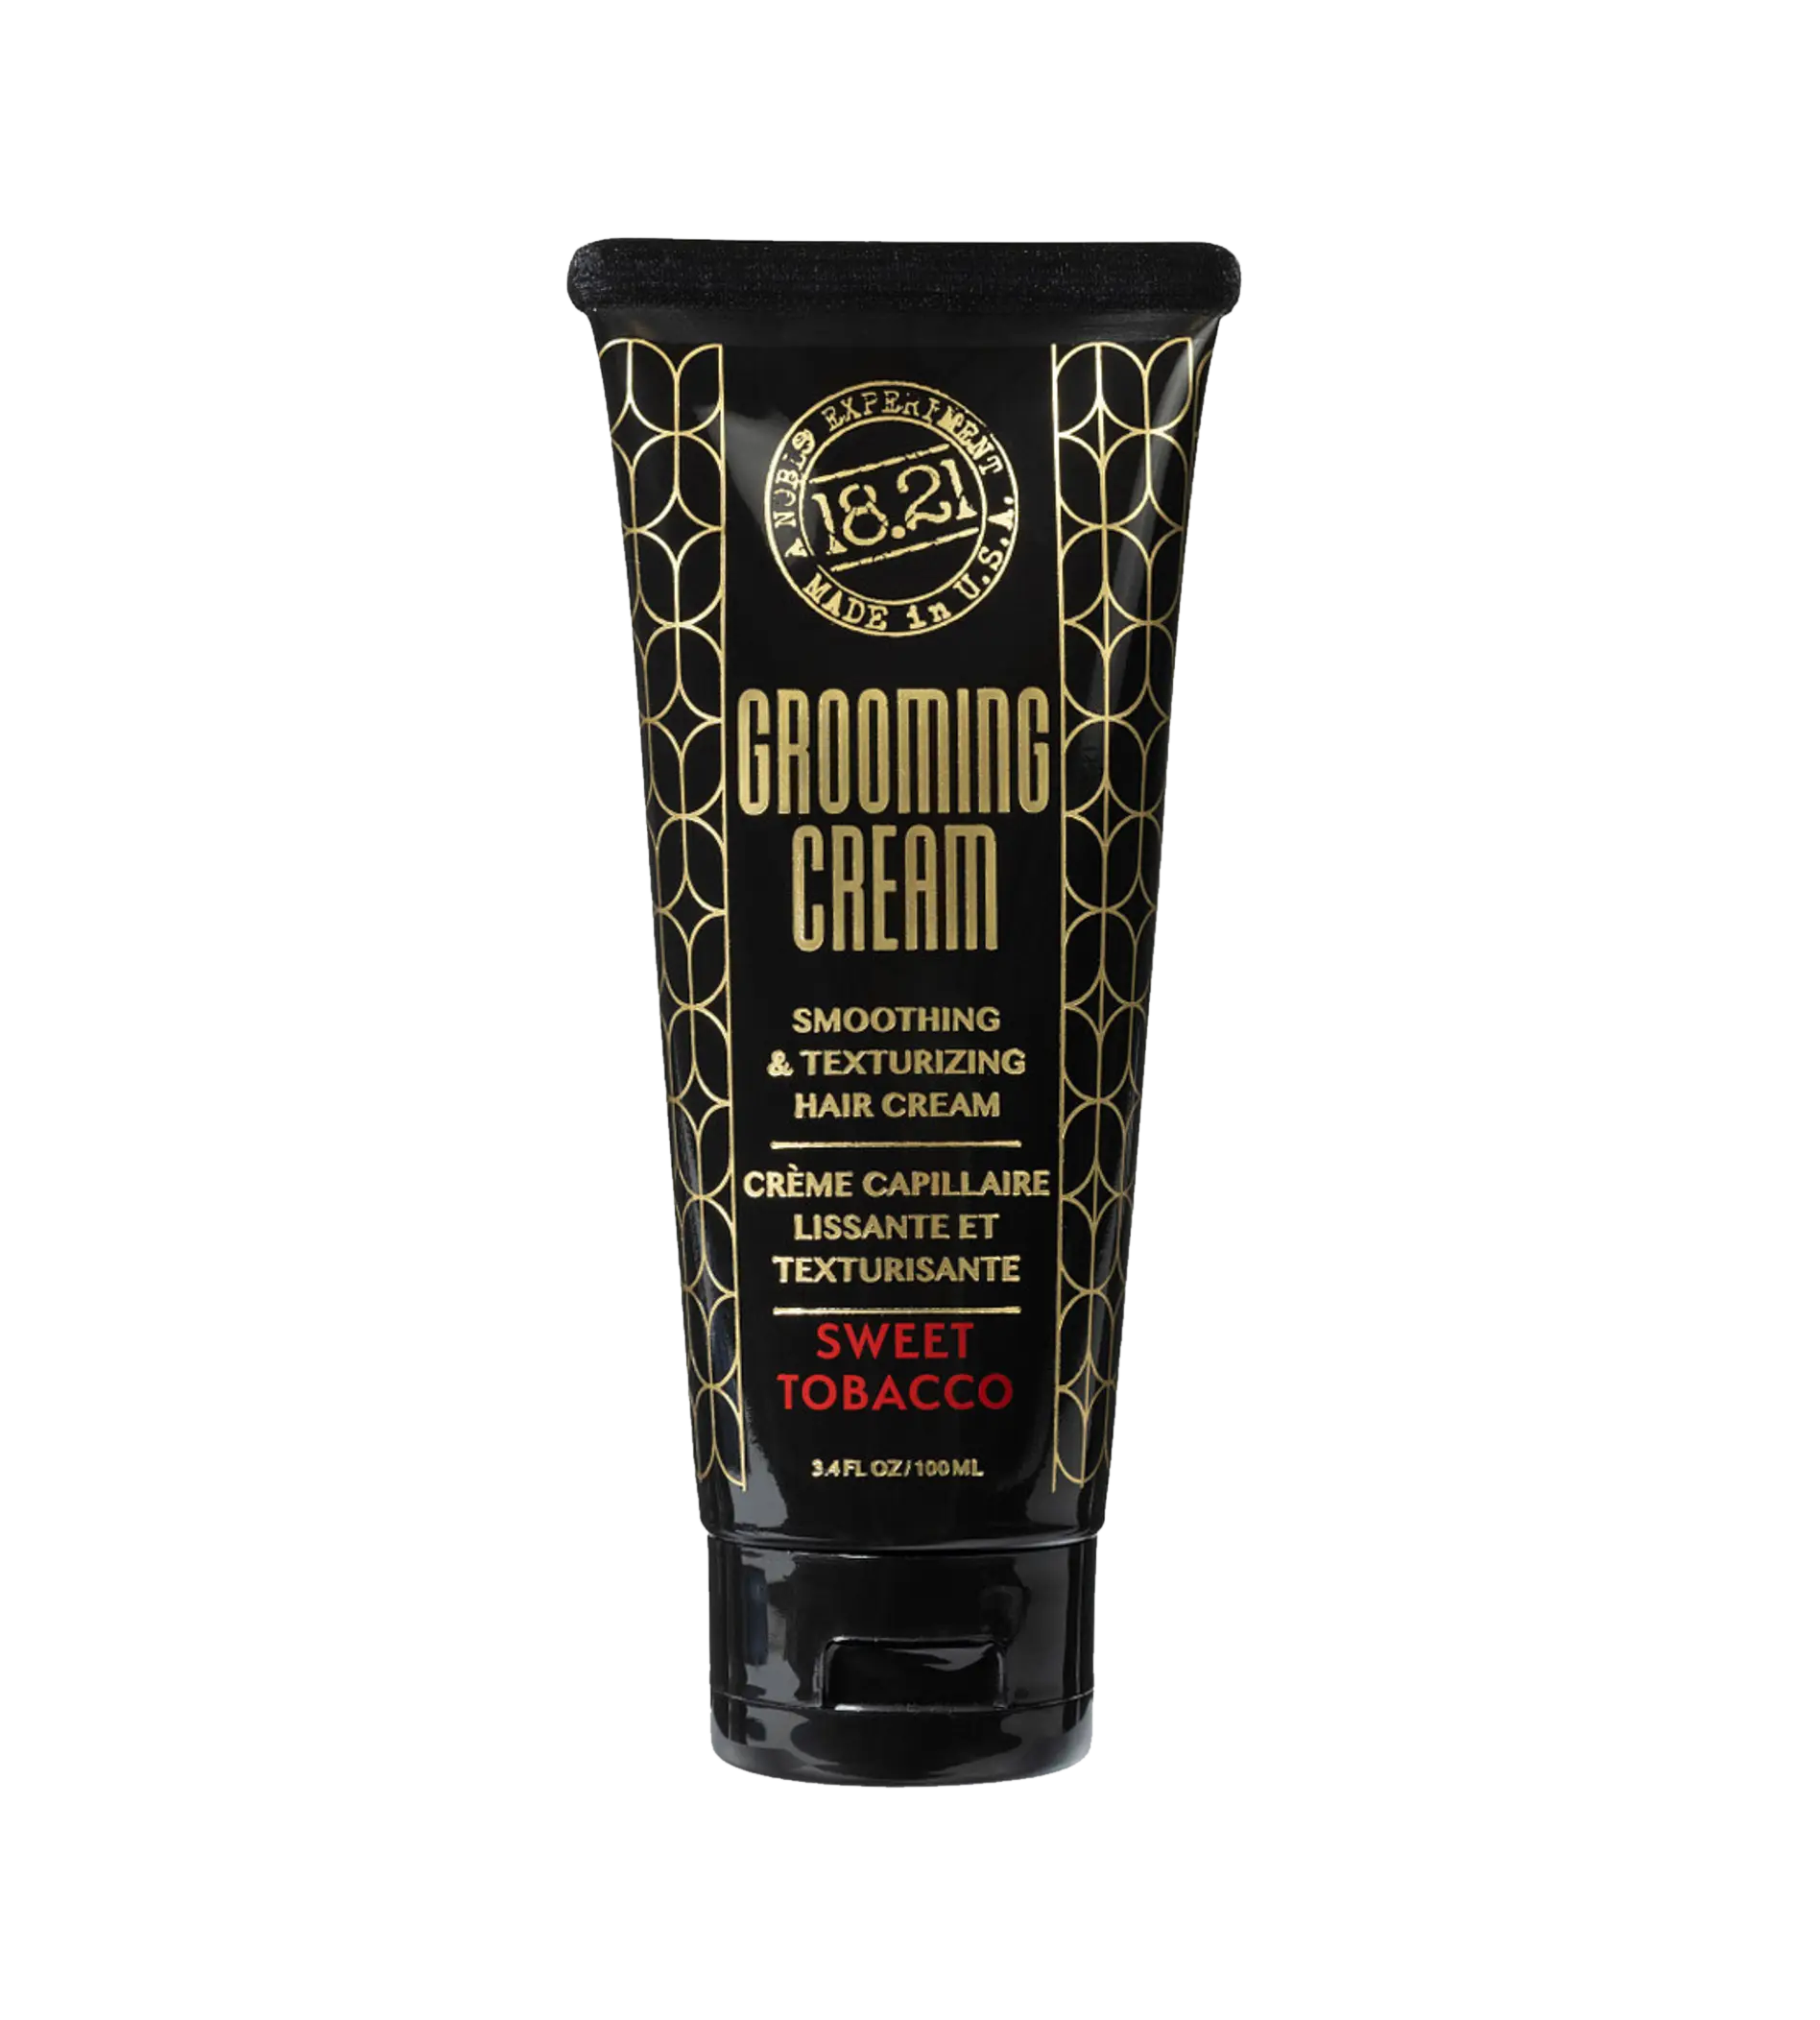 A NOBLE EXPERIMENT
18.21
MADE in U.S.A.
GROOMING
CREAM
SMOOTHING
& TEXTURIZING
HAIR CREAM
CRÈME CAPILLAIRE
LISSANTE ET
TEXTURISANTE
SWEET
TOBACCO
3.4 FL OZ/100 ML